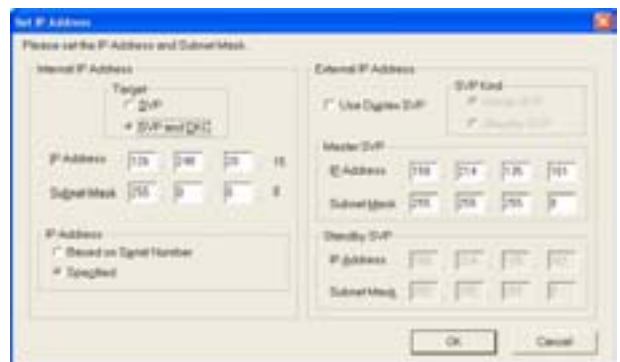 Set IP Address
Please set the IP Address and Subnet Mask.
Internal IP Address
Target
SVP
SVP and DKC
IP Address 126 15
Subnet Mask 255 0 0 0
IP Address
Based on Serial Number
Specified
External IP Address
Use Duplex SVP
SVP Kind
Master SVP
IP Address
Subnet Mask 255 255 255 0
Standby SVP
IP Address
Subnet Mask
OK Cancel